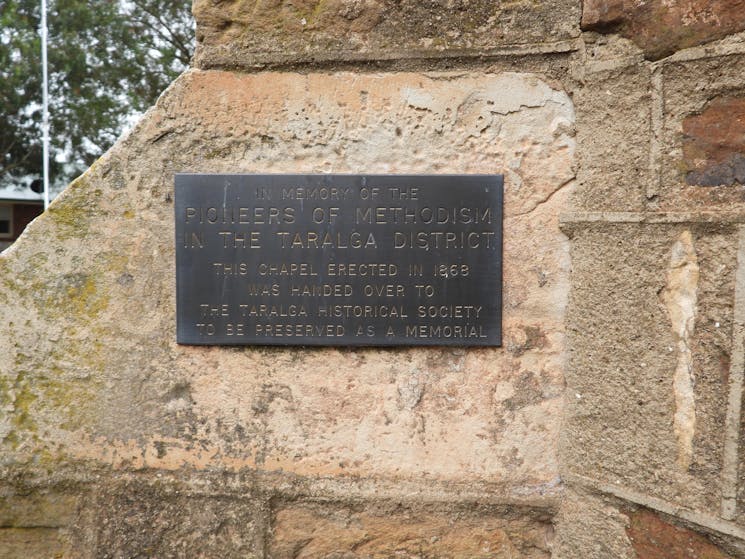 IN MEMORY OF THE
PIONEERS OF METHODISM
IN THE TARALGA DISTRICT
THIS CHAPEL ERECTED IN 1868
WAS HANDED OVER TO
THE TARALGA HISTORICAL SOCIETY
TO BE PRESERVED AS A MEMORIAL